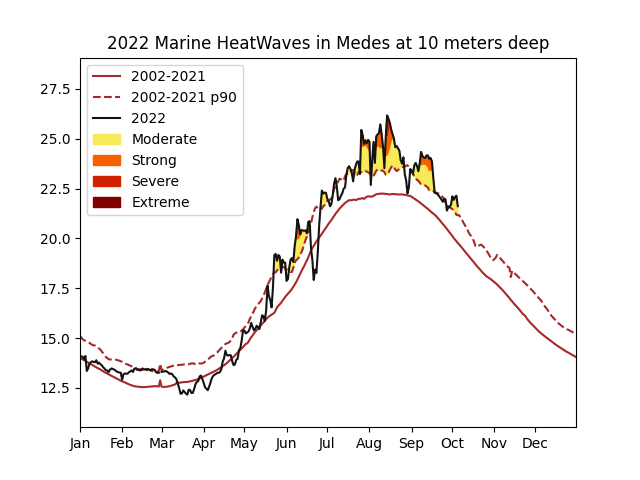 2022 Marine HeatWaves in Medes at 10 meters deep
2002-2021
2002-2021 p90
2022
Moderate
Strong
Severe
Extreme
27.5
25.0
22.5
20.0
17.5
15.0
12.5
Jan Feb Mar Apr May Jun Jul Aug Sep Oct Nov Dec